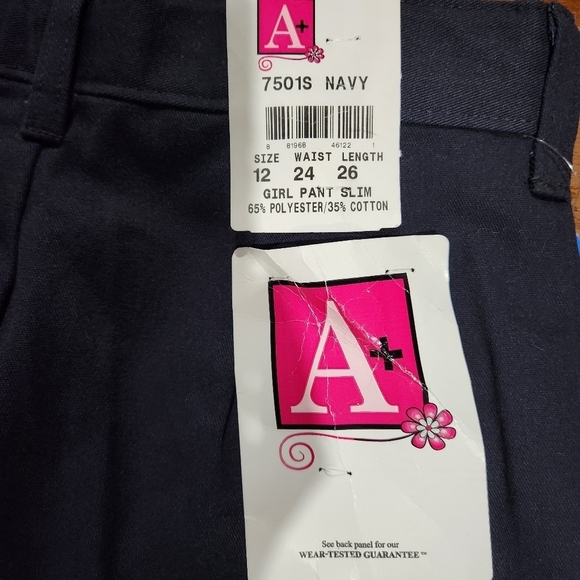 A+
7501S NAVY
8 81968 46122 1
SIZE WAIST LENGTH
12 24 26
GIRL PANT SLIM
65% POLYESTER/35% COTTON
A+
See back panel for our
WEAR-TESTED GUARANTEE™